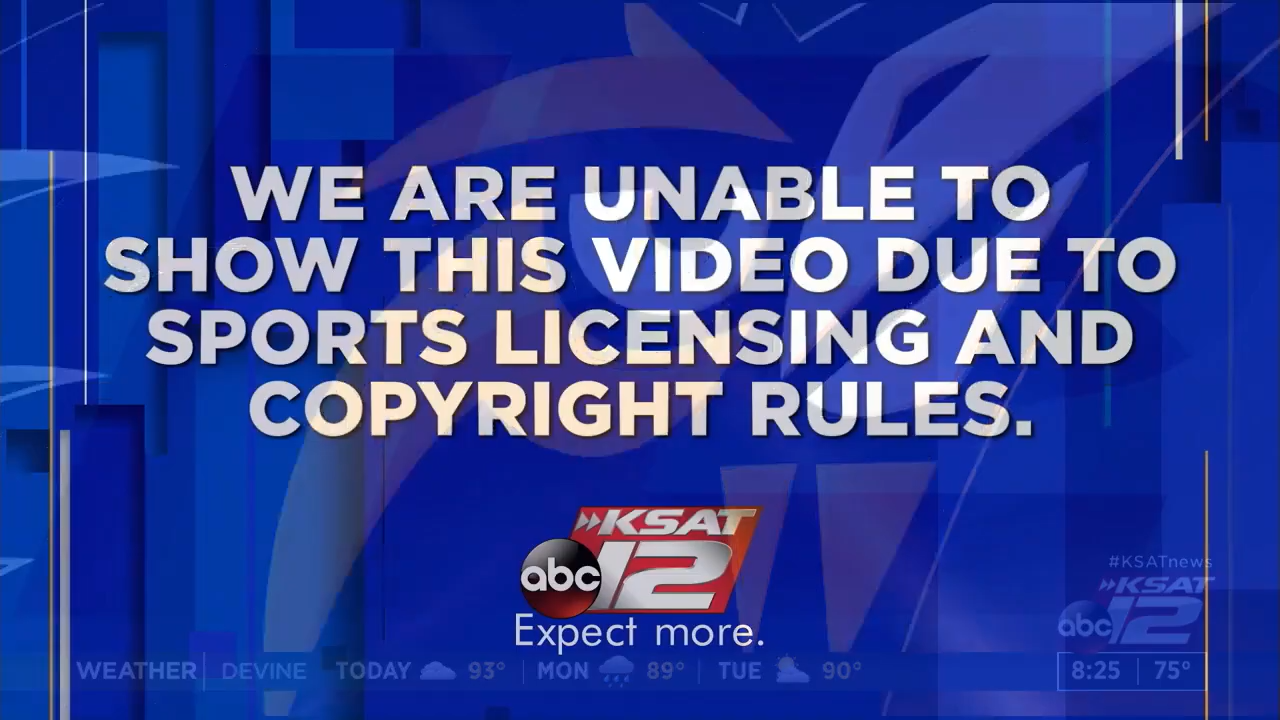 WE ARE UNABLE TO
SHOW THIS VIDEO DUE TO
SPORTS LICENSING AND
COPYRIGHT RULES.
KSAT
abc 12
Expect more.
#KSATnews
KSAT
abc 12
WEATHER DEVINE TODAY 93° MON 89° TUE 90° 8:25 75°